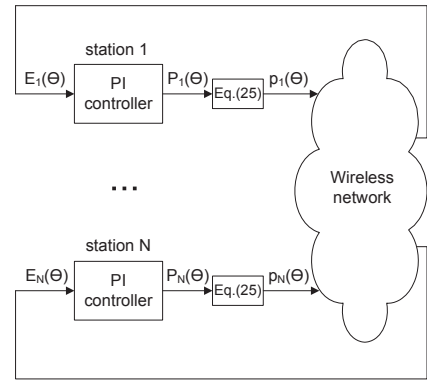 station 1
E1(Θ)
PI
controller
P1(Θ)
Eq.(25)
p1(Θ)
Wireless
network
...
station N
EN(Θ)
PI
controller
PN(Θ)
Eq.(25)
pN(Θ)